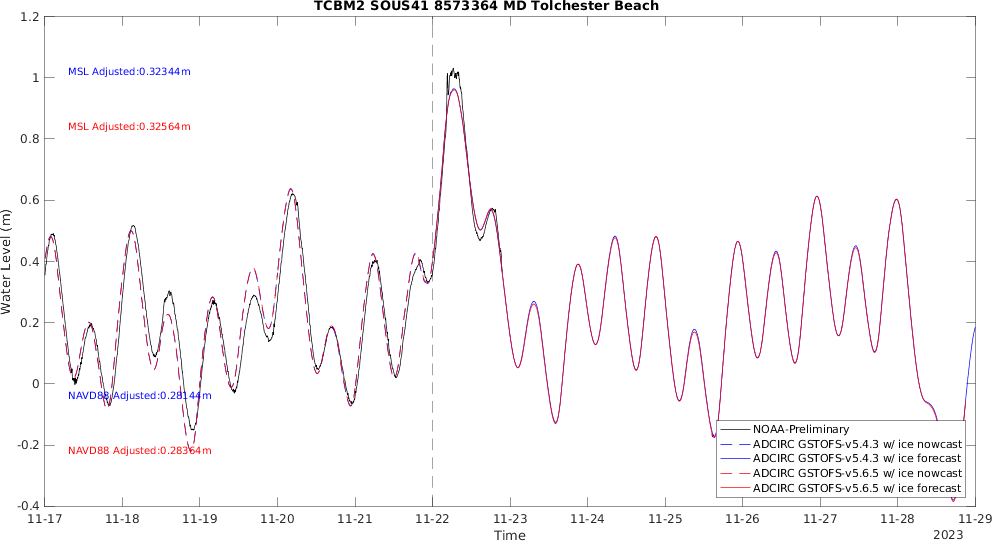 TCBM2 SOUS41 8573364 MD Tolchester Beach
1.2
1
0.8
0.6
0.4
0.2
0
-0.2
-0.4
Water Level (m)
MSL Adjusted:0.32344m
MSL Adjusted:0.32564m
NAVD88 Adjusted:0.28144m
NAVD88 Adjusted:0.28364m
NOAA-Preliminary
ADCIRC GSTOFS-v5.4.3 w/ ice nowcast
ADCIRC GSTOFS-v5.4.3 w/ ice forecast
ADCIRC GSTOFS-v5.6.5 w/ ice nowcast
ADCIRC GSTOFS-v5.6.5 w/ ice forecast
11-17 11-18 11-19 11-20 11-21 11-22 11-23 11-24 11-25 11-26 11-27 11-28 11-29
Time
2023